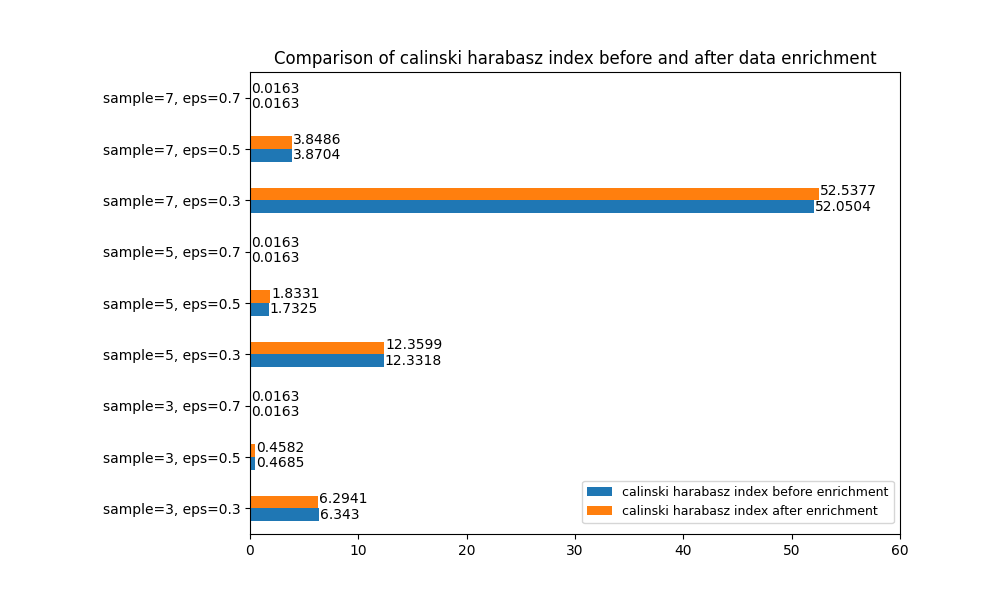 Comparison of calinski harabasz index before and after data enrichment
sample=7, eps=0.7
0.0163
0.0163
sample=7, eps=0.5
3.8486
3.8704
sample=7, eps=0.3
52.5377
52.0504
sample=5, eps=0.7
0.0163
0.0163
sample=5, eps=0.5
1.8331
1.7325
sample=5, eps=0.3
12.3599
12.3318
sample=3, eps=0.7
0.0163
0.0163
sample=3, eps=0.5
0.4582
0.4685
sample=3, eps=0.3
6.2941
6.343
calinski harabasz index before enrichment
calinski harabasz index after enrichment
0 10 20 30 40 50 60